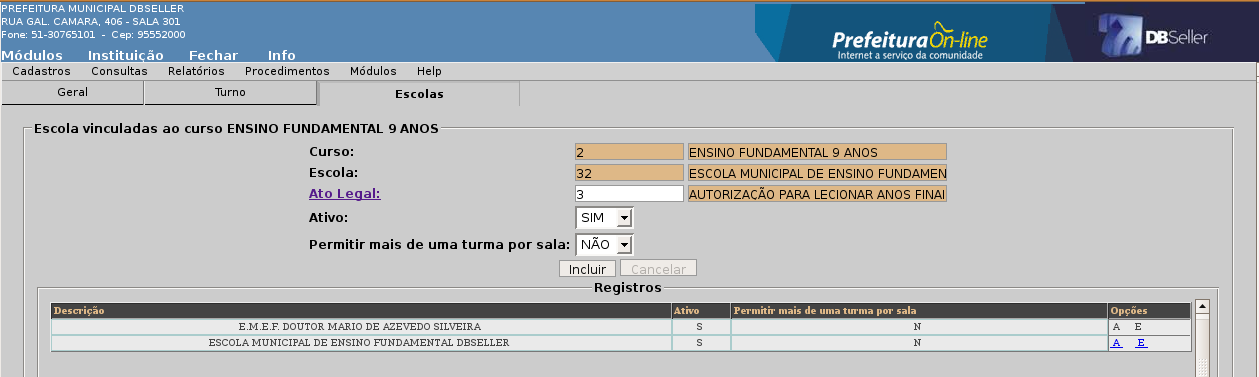 PREFEITURA MUNICIPAL DBSELLER
RUA GAL. CAMARA, 406 - SALA 301
Fone: 51-30765101 - Cep: 95552000
Prefeitura On-line
Internet a serviço da comunidade
DBSeller
Módulos Instituição Fechar Info
Cadastros Consultas Relatórios Procedimentos Módulos Help
Geral Turno Escolas
Escola vinculadas ao curso ENSINO FUNDAMENTAL 9 ANOS
Curso: 2 ENSINO FUNDAMENTAL 9 ANOS
Escola: 32 ESCOLA MUNICIPAL DE ENSINO FUNDAMEN
Ato Legal: 3 AUTORIZAÇÃO PARA LECIONAR ANOS FINAI
Ativo: SIM
Permitir mais de uma turma por sala: NÃO
Incluir Cancelar
Registros
Descrição Ativo Permitir mais de uma turma por sala Opções
E.M.E.F. DOUTOR MARIO DE AZEVEDO SILVEIRA S N A E
ESCOLA MUNICIPAL DE ENSINO FUNDAMENTAL DBSELLER S N A E